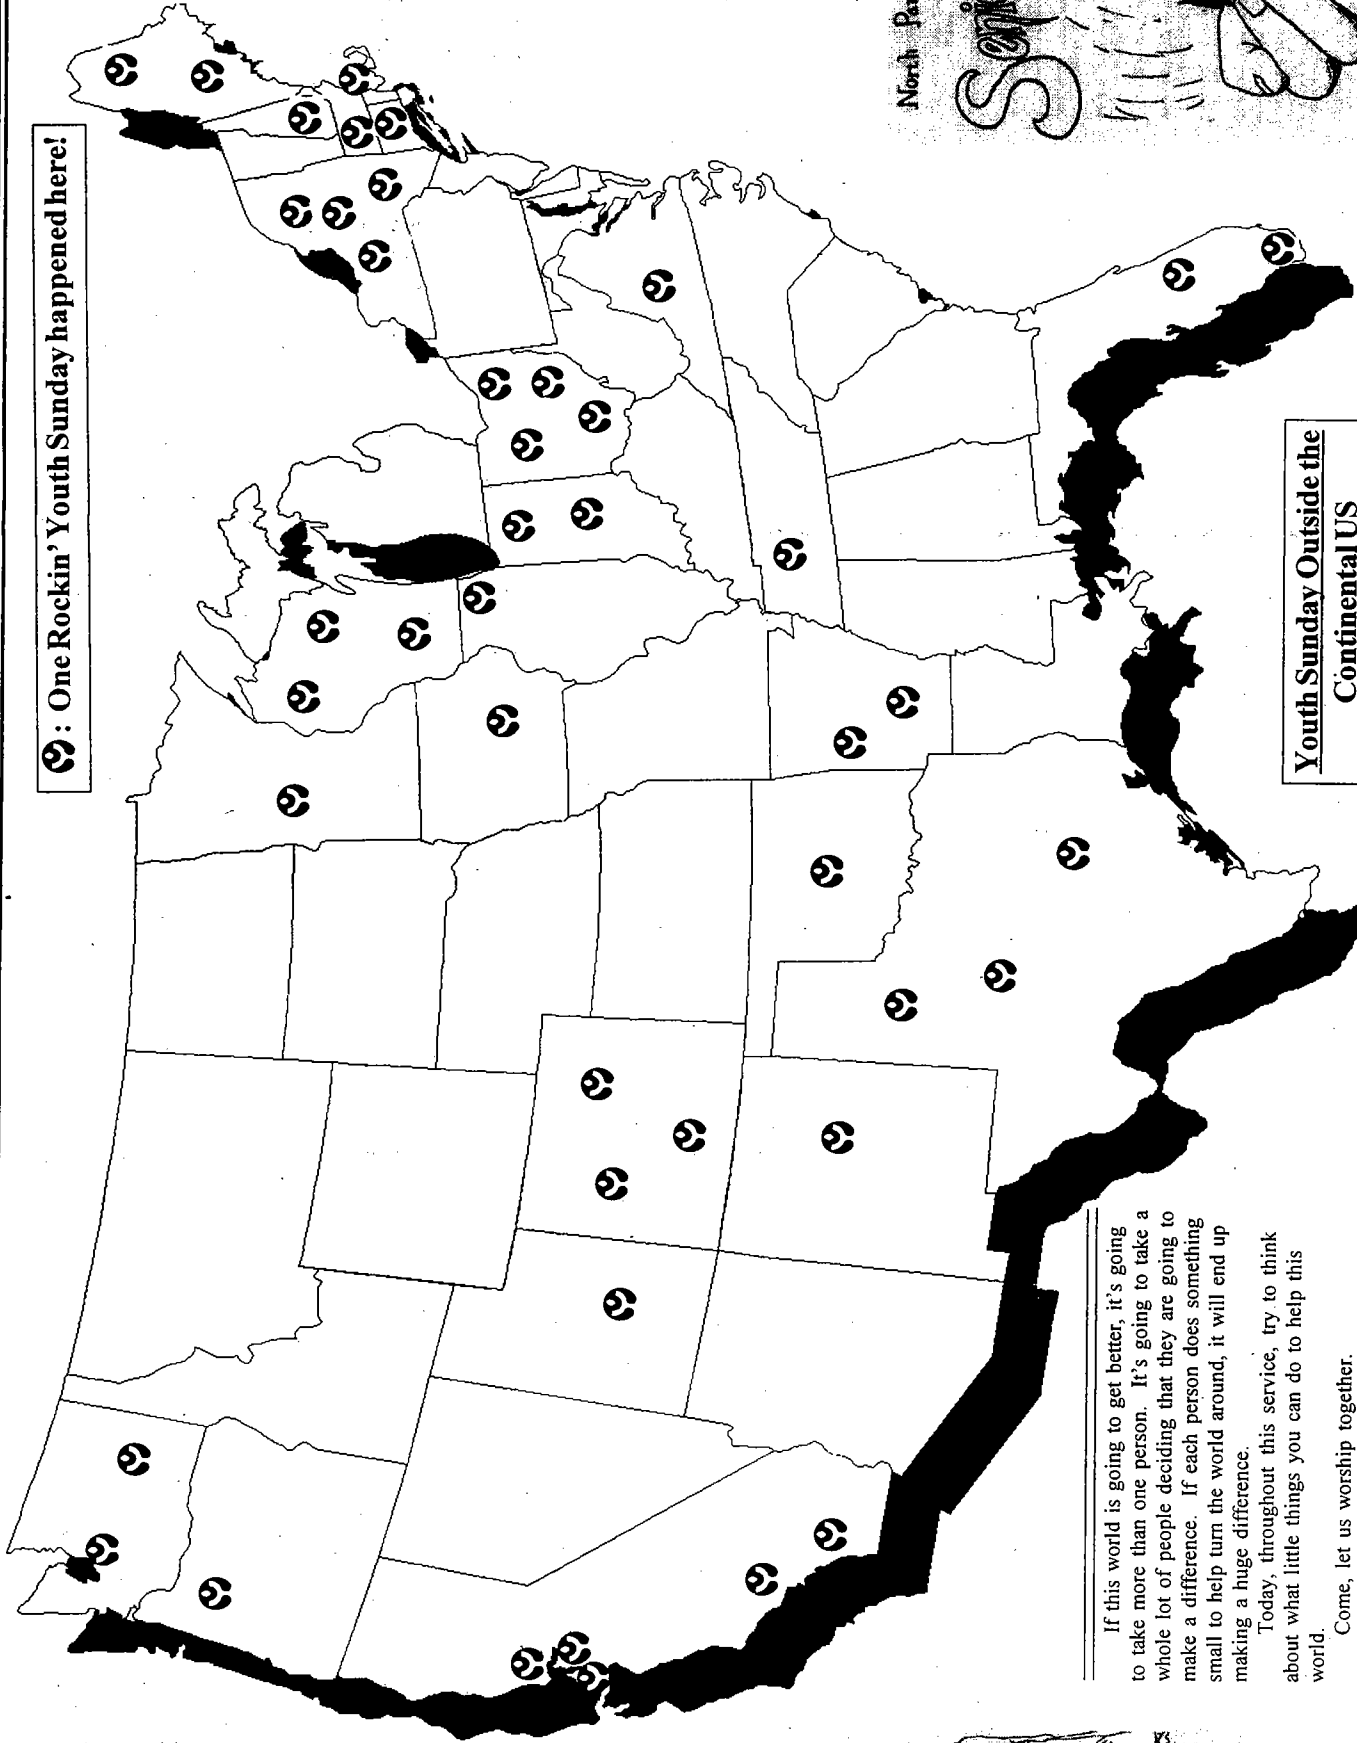 : One Rockin' Youth Sunday happened here!
North Par
Youth Sunday Outside the
Continental US
If this world is going to get better, it's going
to take more than one person. It's going to take a
whole lot of people deciding that they are going to
make a difference. If each person does something
small to help turn the world around, it will end up
making a huge difference.
Today, throughout this service, try to think
about what little things you can do to help this
world.
Come, let us worship together.